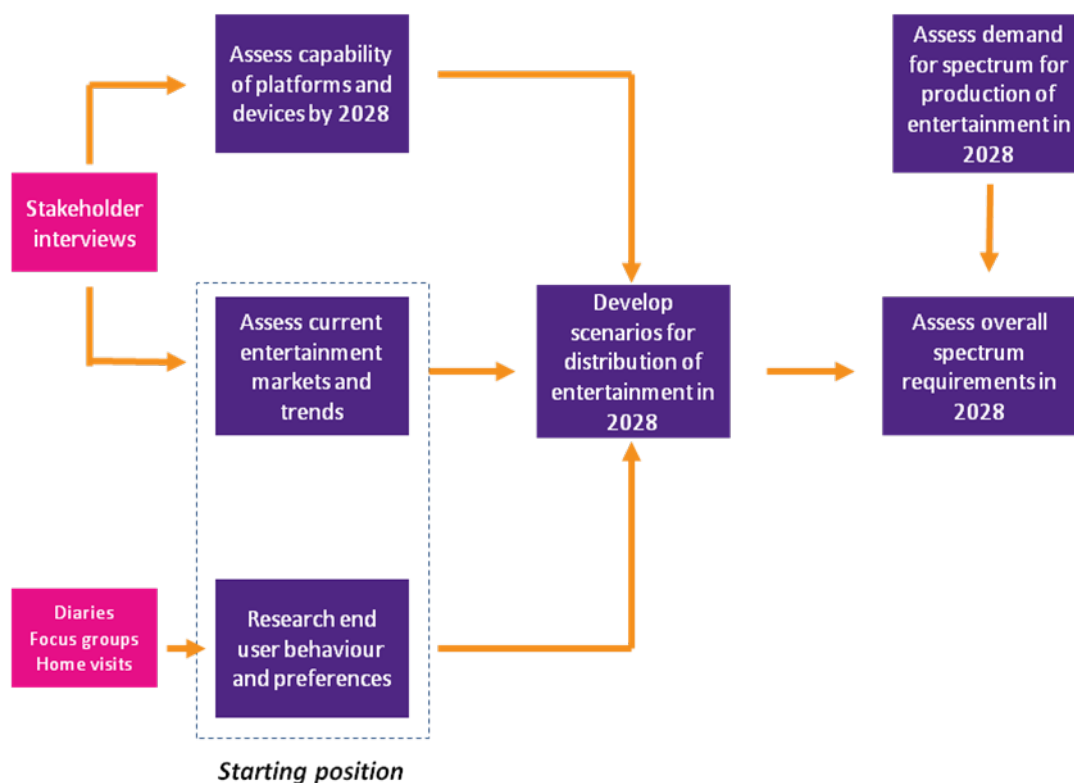 Assess capability
of platforms and
devices by 2028
Assess demand
for spectrum for
production of
entertainment in
2028
Stakeholder
interviews
Assess current
entertainment
markets and
trends
Develop
scenarios for
distribution of
entertainment in
2028
Assess overall
spectrum
requirements in
2028
Diaries
Focus groups
Home visits
Research end
user behaviour
and preferences
Starting position